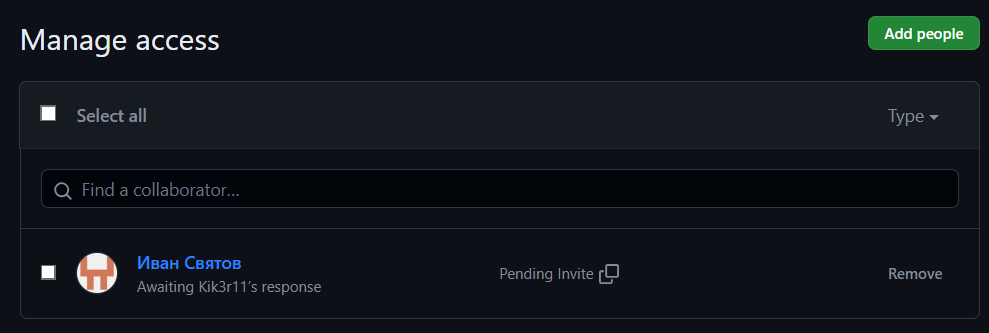 Manage access
Add people
Select all
Type
Find a collaborator...
Иван Святов
Awaiting Kik3r11's response
Pending Invite
Remove